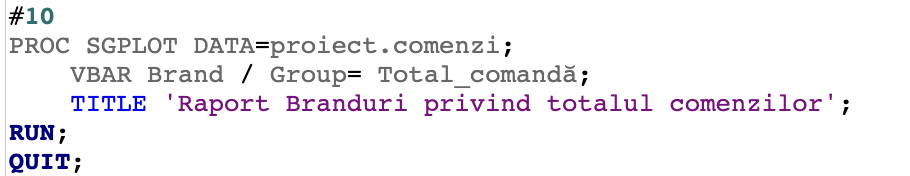 #10
PROC SGPLOT DATA=proiect.comenzi;
    VBAR Brand / Group= Total_comandă;
    TITLE 'Raport Branduri privind totalul comenzilor';
RUN;
QUIT;